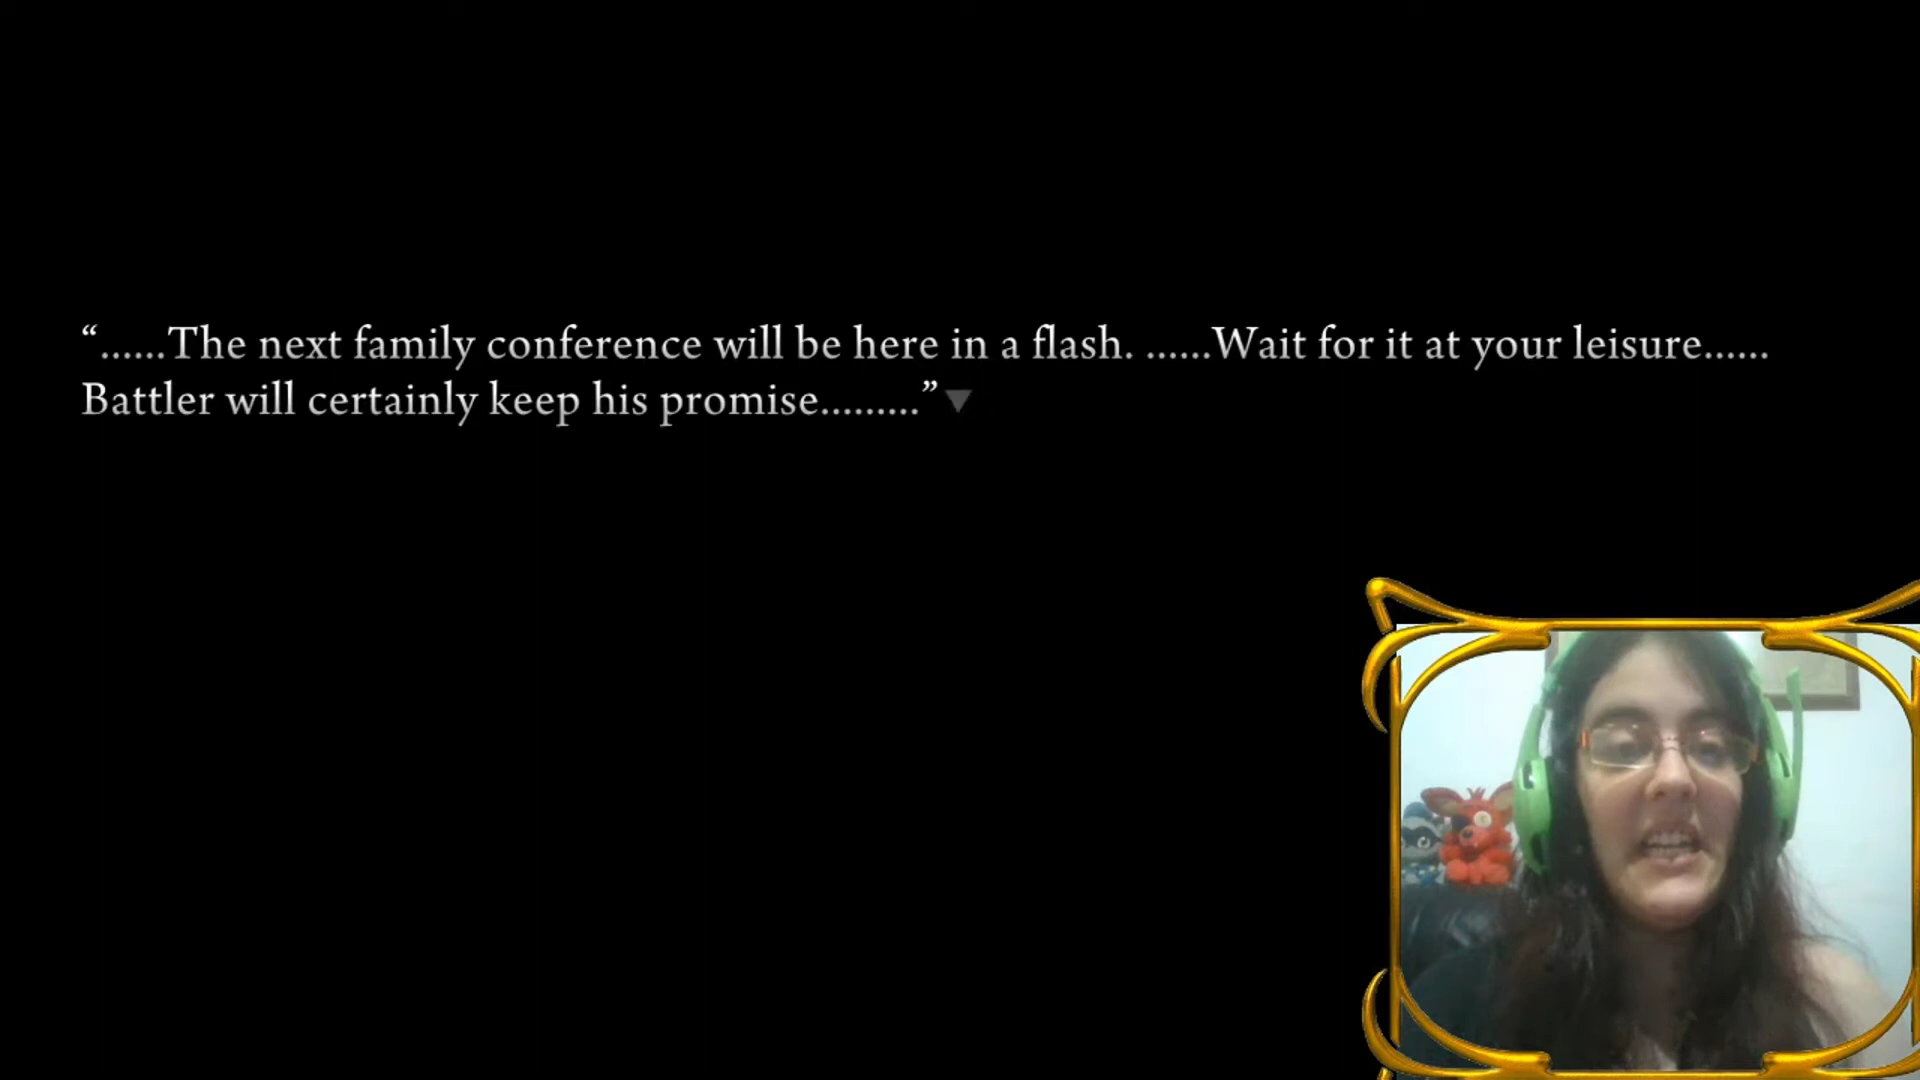 “......The next family conference will be here in a flash. ......Wait for it at your leisure......
Battler will certainly keep his promise.........”